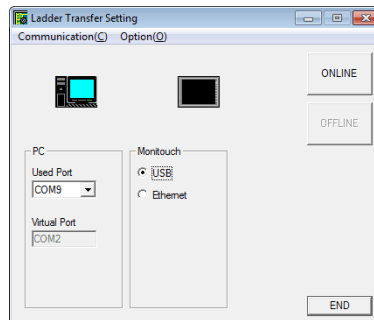 Ladder Transfer Setting
Communication(C) Option(O)
ONLINE
OFFLINE
PC
Used Port
COM9
Virtual Port
COM2
Monitouch
USB
Ethernet
END